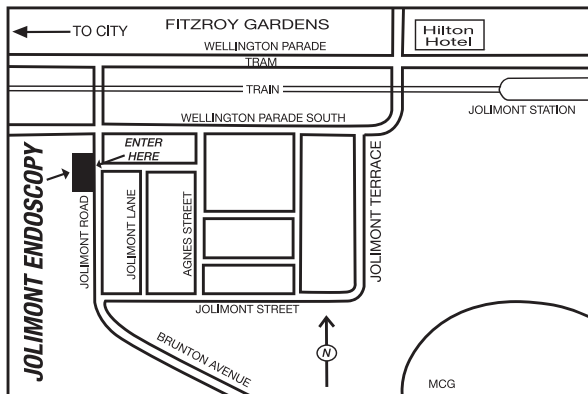 TO CITY
FITZROY GARDENS
Hilton
Hotel
WELLINGTON PARADE
TRAM
TRAIN
JOLIMONT STATION
WELLINGTON PARADE SOUTH
ENTER
HERE
JOLIMONT ENDOSCOPY
JOLIMONT ROAD
JOLIMONT LANE
AGNES STREET
JOLIMONT TERRACE
JOLIMONT STREET
BRUNTON AVENUE
N
MCG